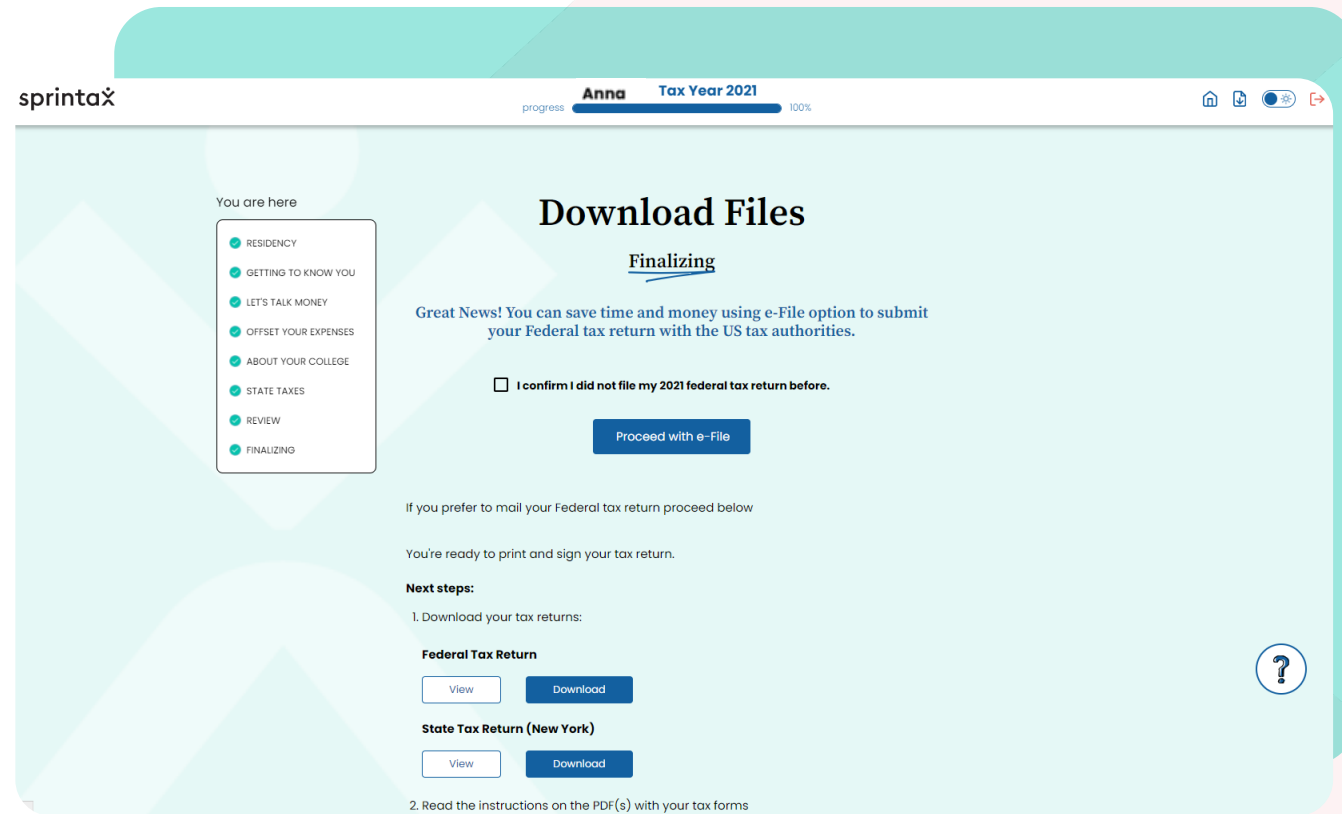 sprintax
Anna Tax Year 2021
progress 100%
You are here
RESIDENCY
GETTING TO KNOW YOU
LET'S TALK MONEY
OFFSET YOUR EXPENSES
ABOUT YOUR COLLEGE
STATE TAXES
REVIEW
FINALIZING
Download Files
Finalizing
Great News! You can save time and money using e-File option to submit
your Federal tax return with the US tax authorities.
I confirm I did not file my 2021 federal tax return before.
Proceed with e-File
If you prefer to mail your Federal tax return proceed below
You're ready to print and sign your tax return.
Next steps:
1. Download your tax returns:
Federal Tax Return
View Download
State Tax Return (New York)
View Download
2. Read the instructions on the PDF(s) with your tax forms
?